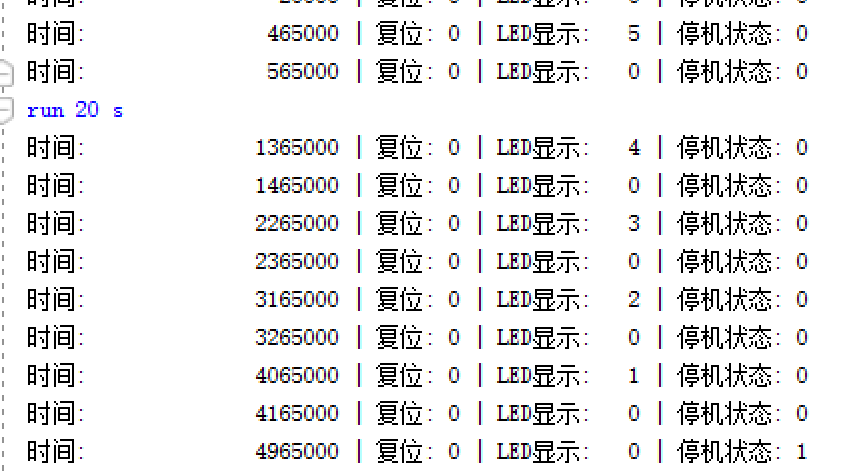 时间: 465000 | 复位: 0 | LED显示: 5 | 停机状态: 0
时间: 565000 | 复位: 0 | LED显示: 0 | 停机状态: 0
run 20 s
时间: 1365000 | 复位: 0 | LED显示: 4 | 停机状态: 0
时间: 1465000 | 复位: 0 | LED显示: 0 | 停机状态: 0
时间: 2265000 | 复位: 0 | LED显示: 3 | 停机状态: 0
时间: 2365000 | 复位: 0 | LED显示: 0 | 停机状态: 0
时间: 3165000 | 复位: 0 | LED显示: 2 | 停机状态: 0
时间: 3265000 | 复位: 0 | LED显示: 0 | 停机状态: 0
时间: 4065000 | 复位: 0 | LED显示: 1 | 停机状态: 0
时间: 4165000 | 复位: 0 | LED显示: 0 | 停机状态: 0
时间: 4965000 | 复位: 0 | LED显示: 0 | 停机状态: 1